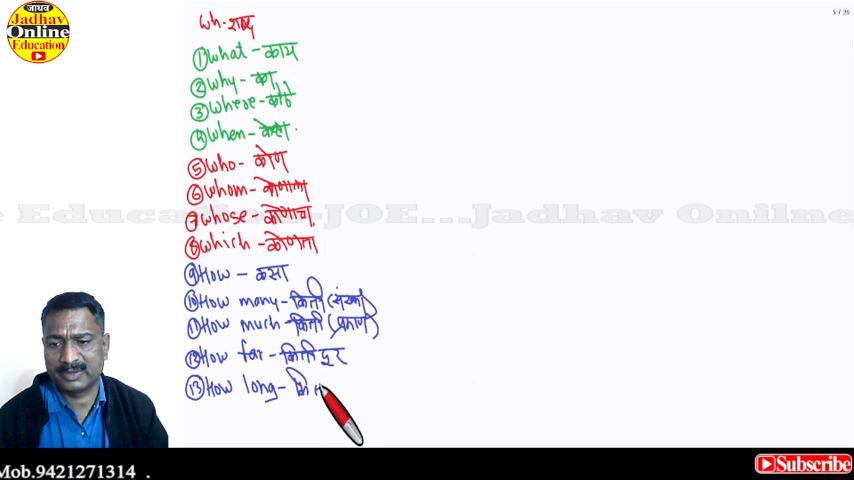 जाधव
Jadhav
Online
Education
5 / 20
wh-शब्द
① what - काय
② why - का
③ where - कोठे
④ when - केव्हा
⑤ who - कोण
⑥ whom - कोणाला
⑦ whose - कोणाचा
⑧ which - कोणता
⑨ How - कसा
⑩ How many - किती (संख्या)
⑪ How much - किती (प्रमाण)
⑫ How far - किती दूर
⑬ How long - कि
Education-JOE...Jadhav Onilne
Mob.9421271314 .
Subscribe